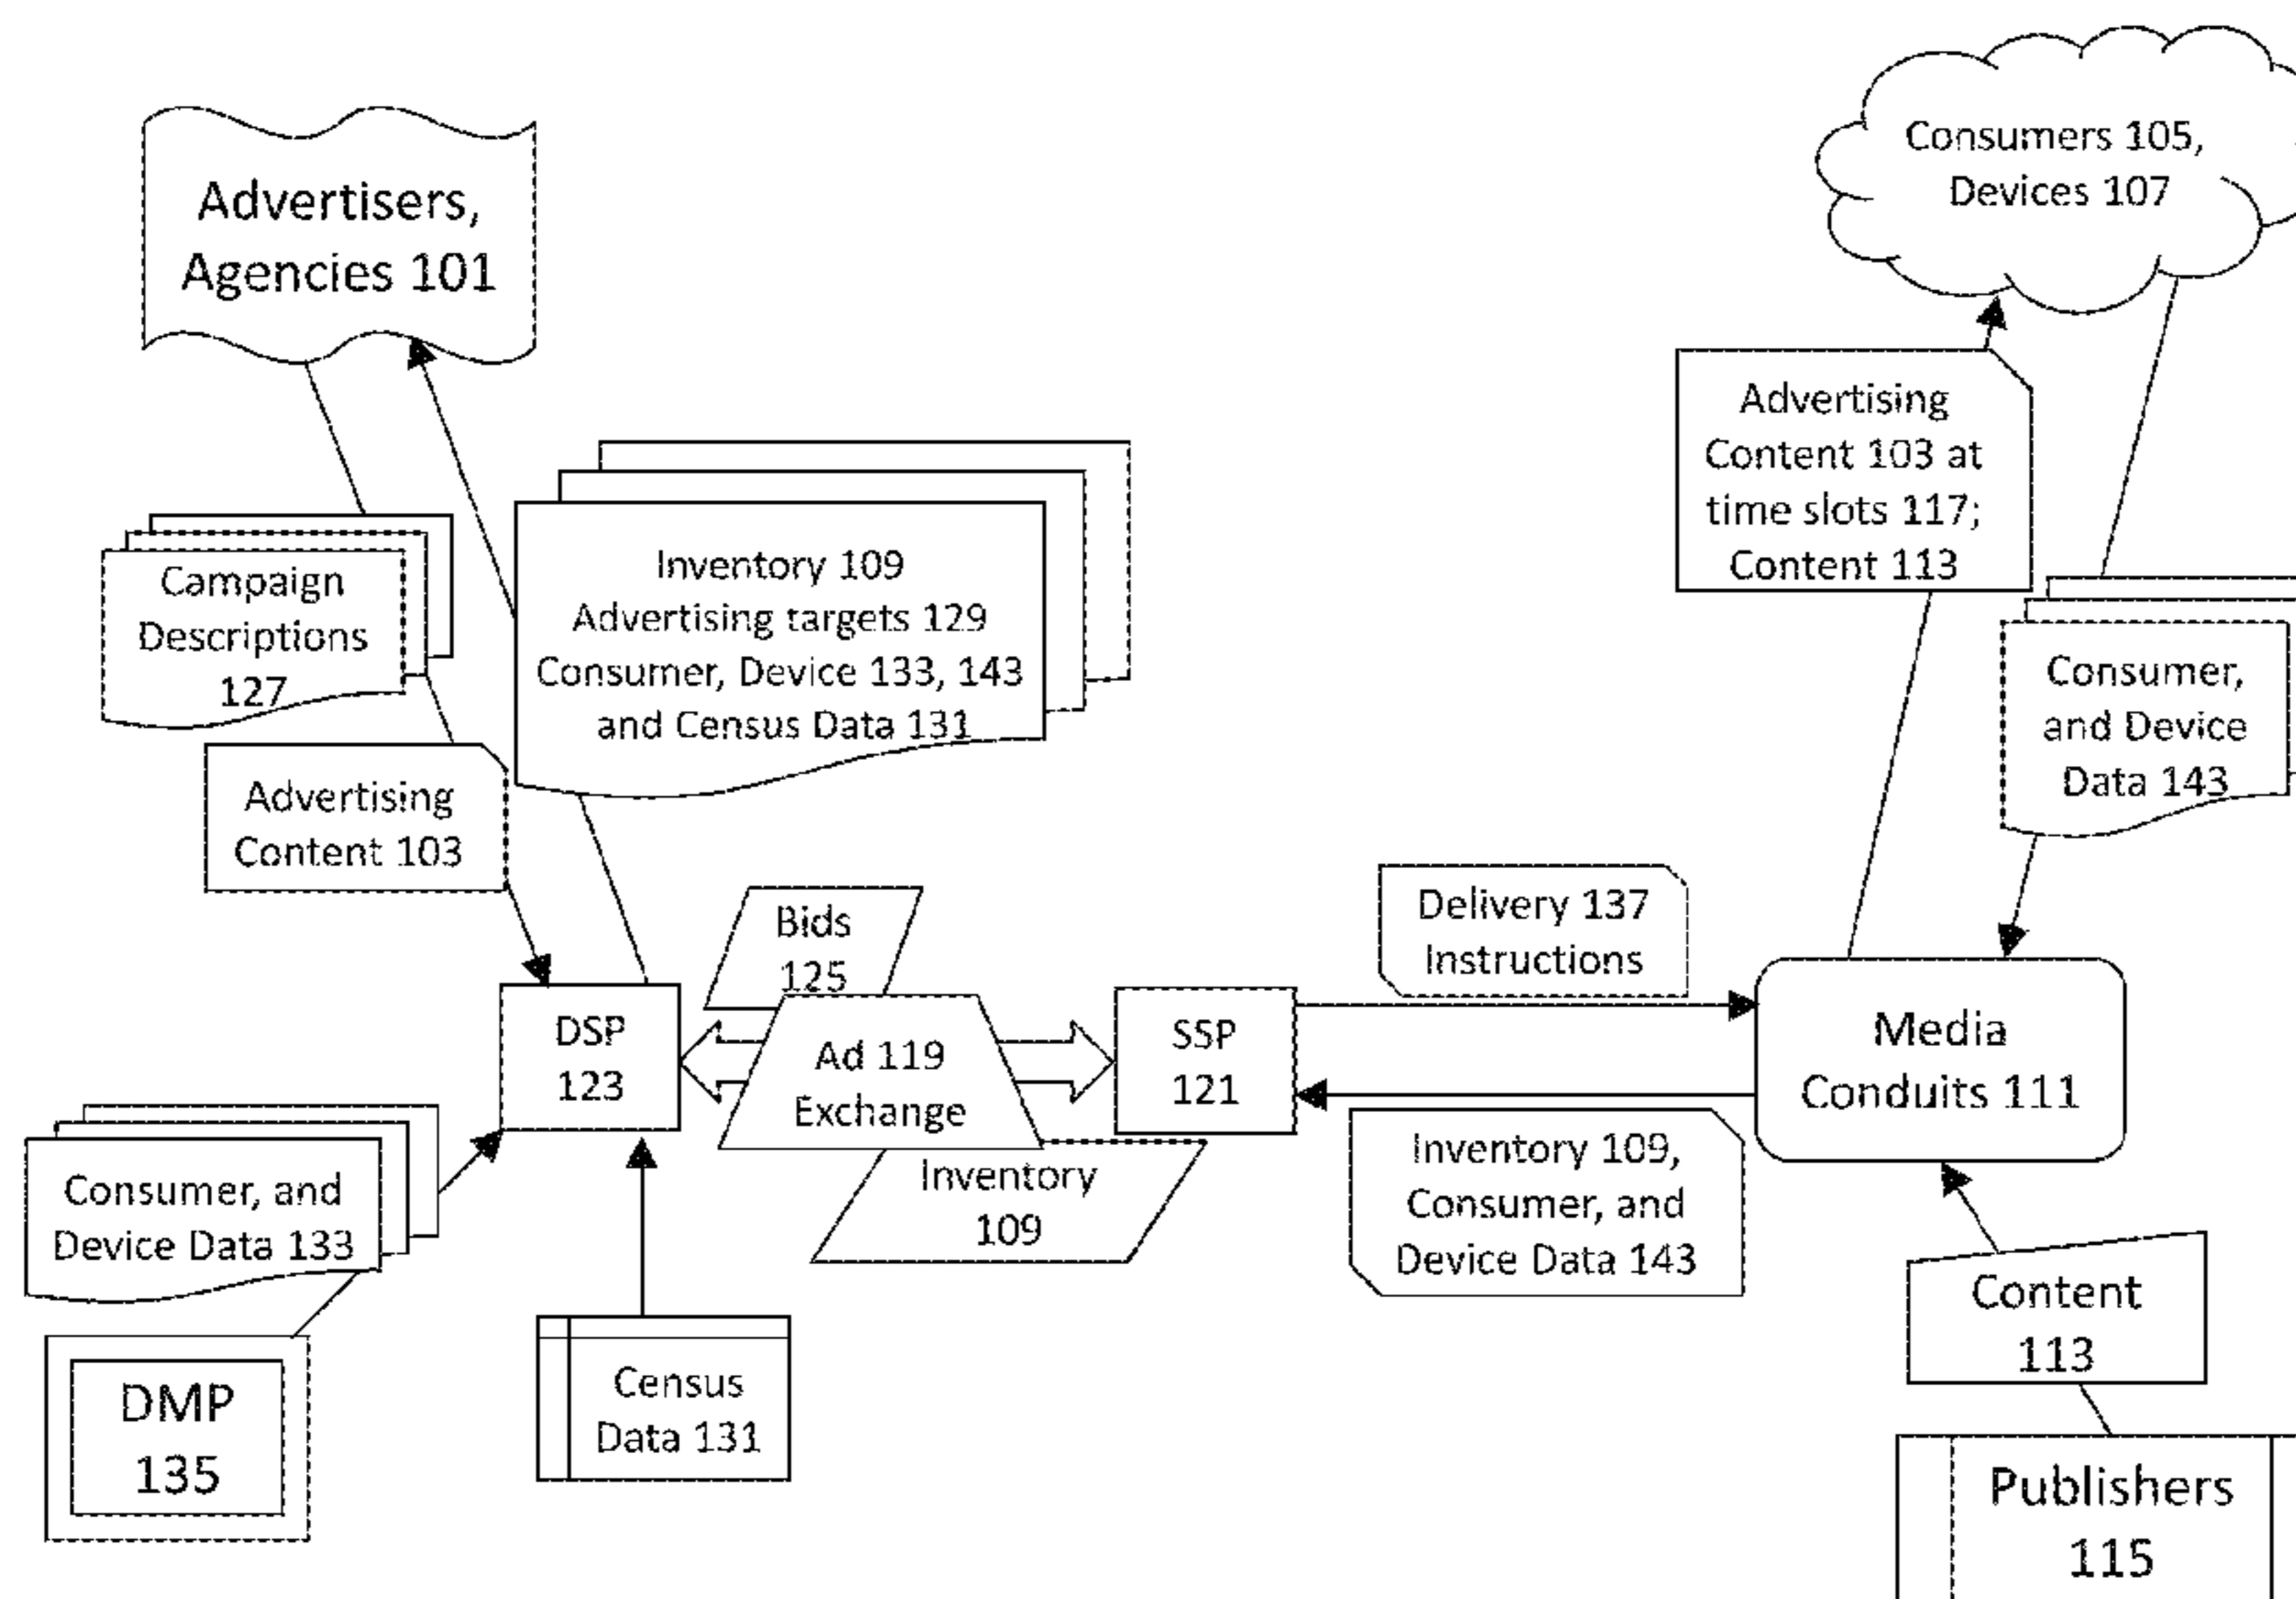 Advertisers,
Agencies 101
Consumers 105,
Devices 107
Advertising
Content 103 at
time slots 117;
Content 113
Campaign
Descriptions
127
Inventory 109
Advertising targets 129
Consumer, Device 133, 143
and Census Data 131
Consumer,
and Device
Data 143
Advertising
Content 103
Bids
125
Delivery 137
Instructions
DSP
123
Ad 119
Exchange
SSP
121
Media
Conduits 111
Inventory
109
Inventory 109,
Consumer, and
Device Data 143
Consumer, and
Device Data 133
Content
113
DMP
135
Census
Data 131
Publishers
115